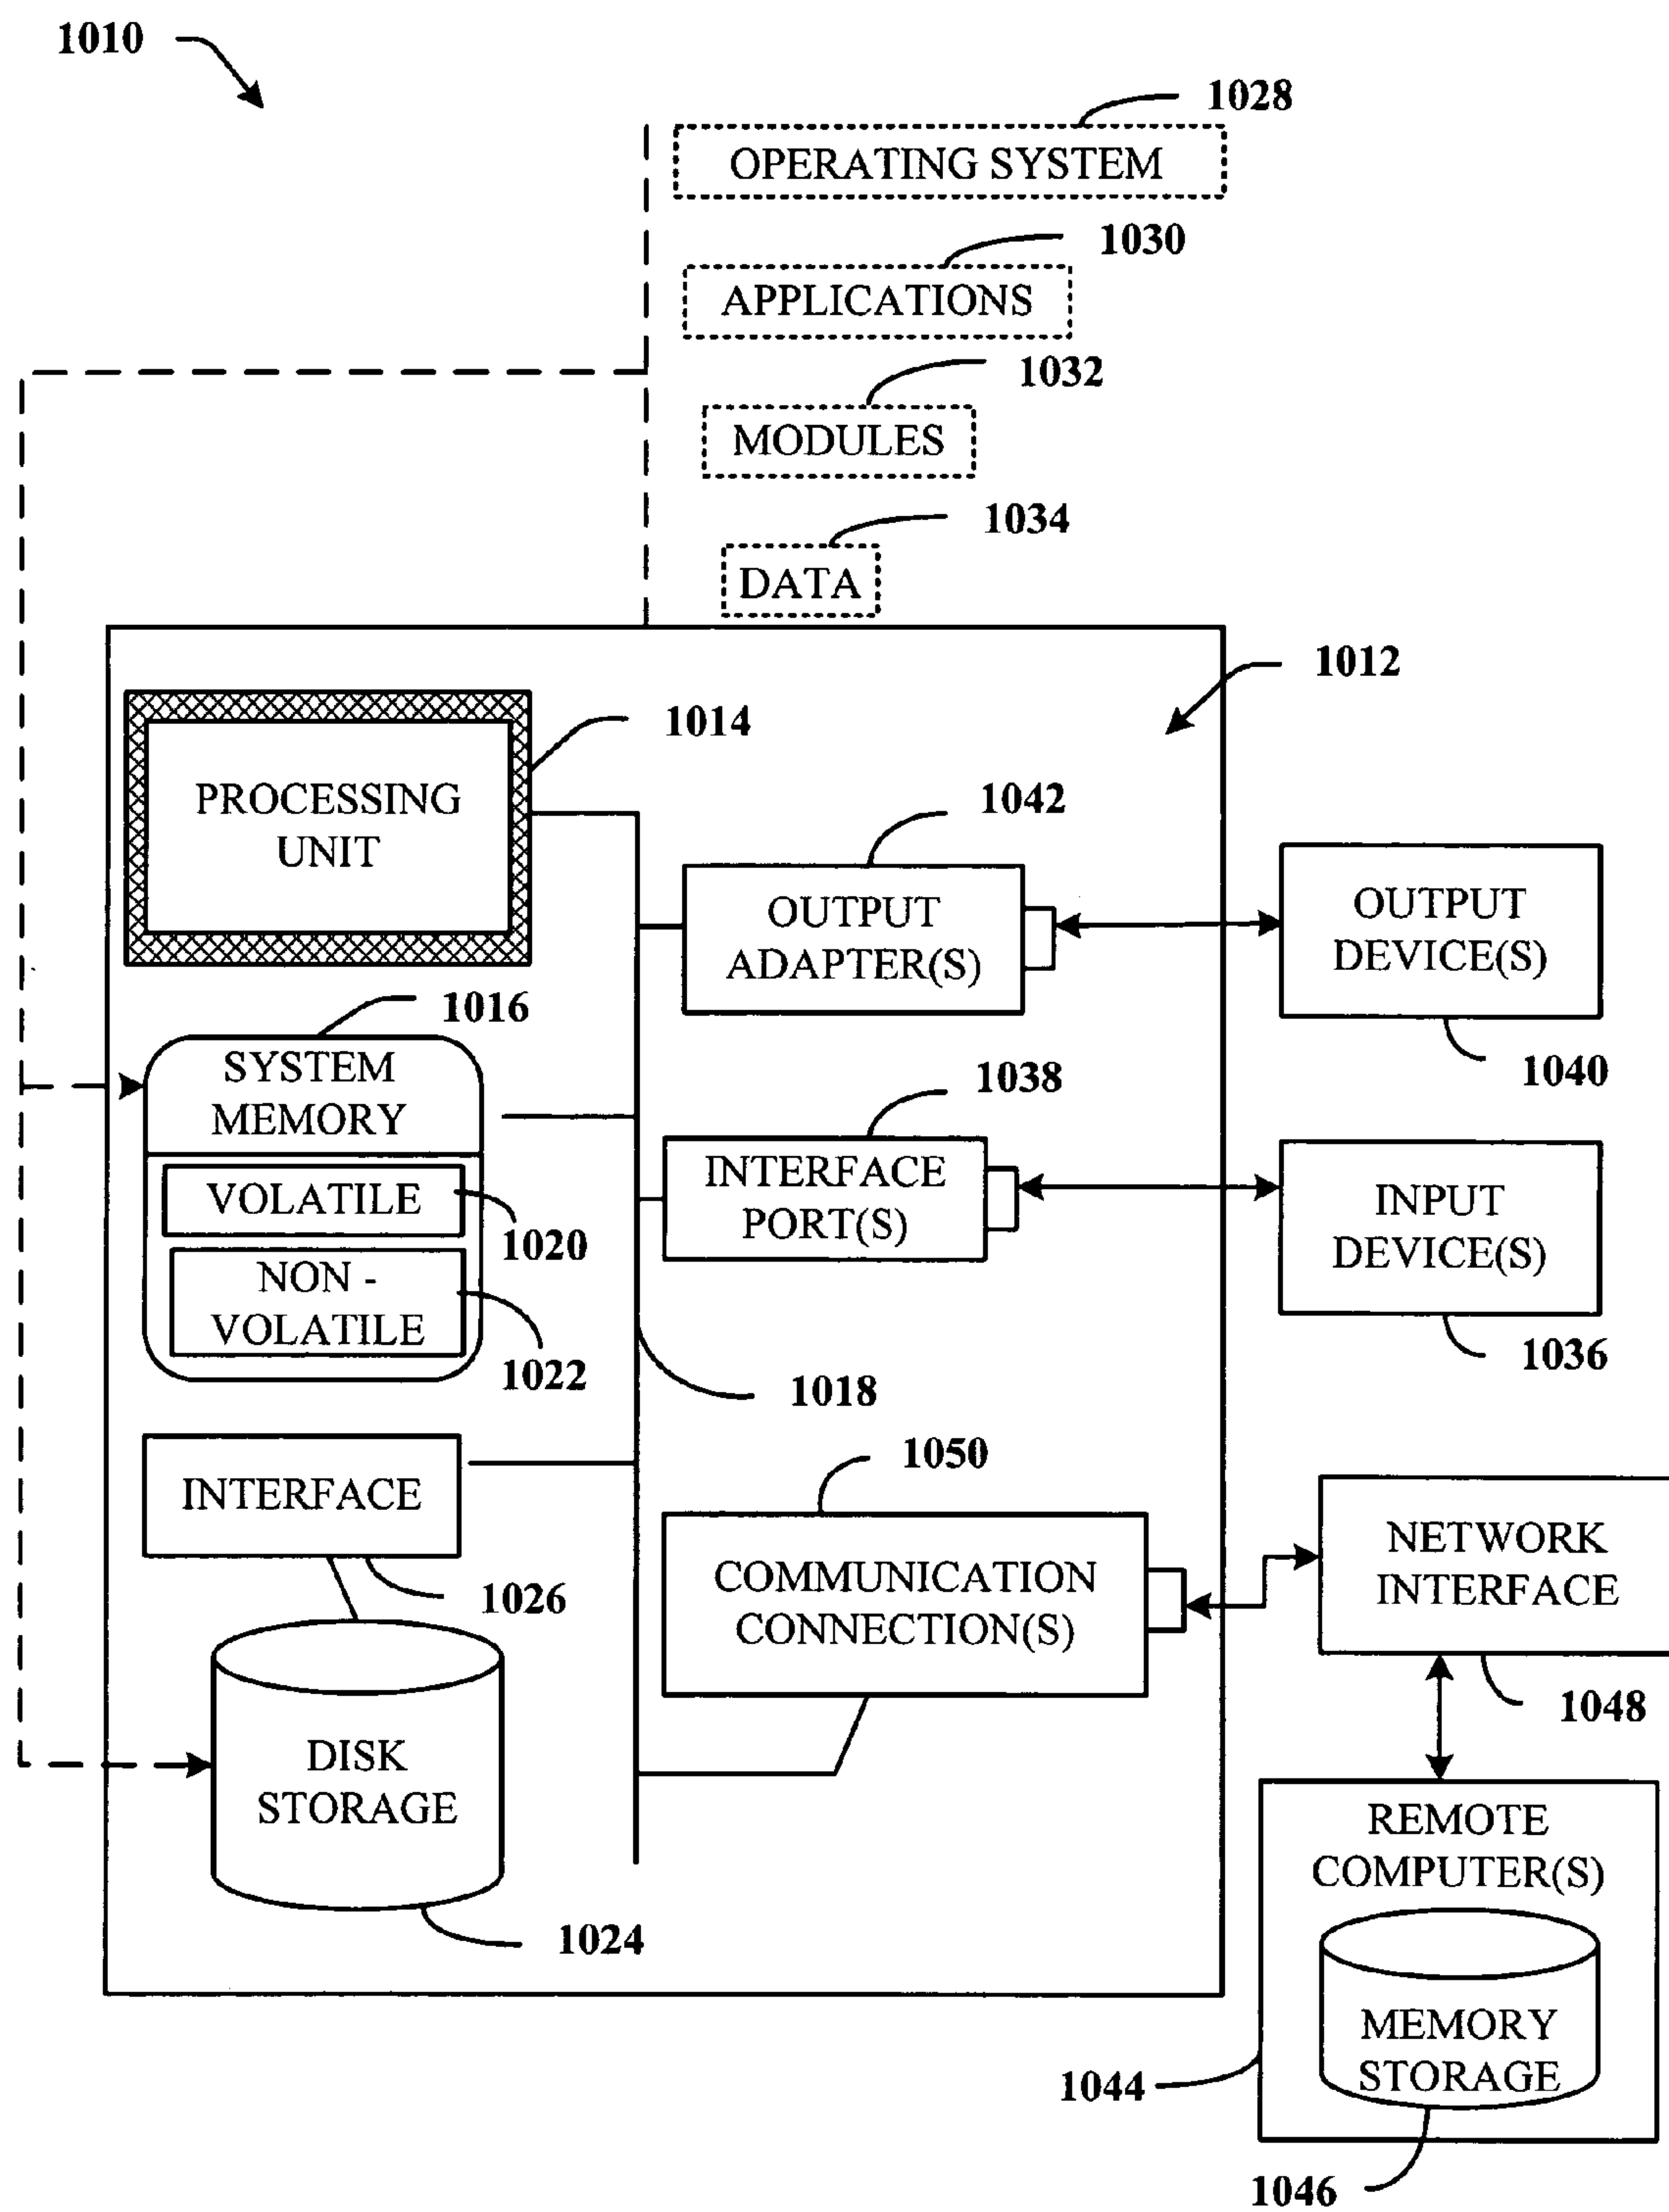 1010
1028
OPERATING SYSTEM
1030
APPLICATIONS
1032
MODULES
1034
DATA
1012
1014
PROCESSING
UNIT
1042
OUTPUT
ADAPTER(S)
OUTPUT
DEVICE(S)
1040
1016
SYSTEM
MEMORY
VOLATILE
1020
NON -
VOLATILE
1022
1038
INTERFACE
PORT(S)
INPUT
DEVICE(S)
1036
1018
INTERFACE
1026
1050
COMMUNICATION
CONNECTION(S)
NETWORK
INTERFACE
1048
DISK
STORAGE
1024
REMOTE
COMPUTER(S)
MEMORY
STORAGE
1044
1046